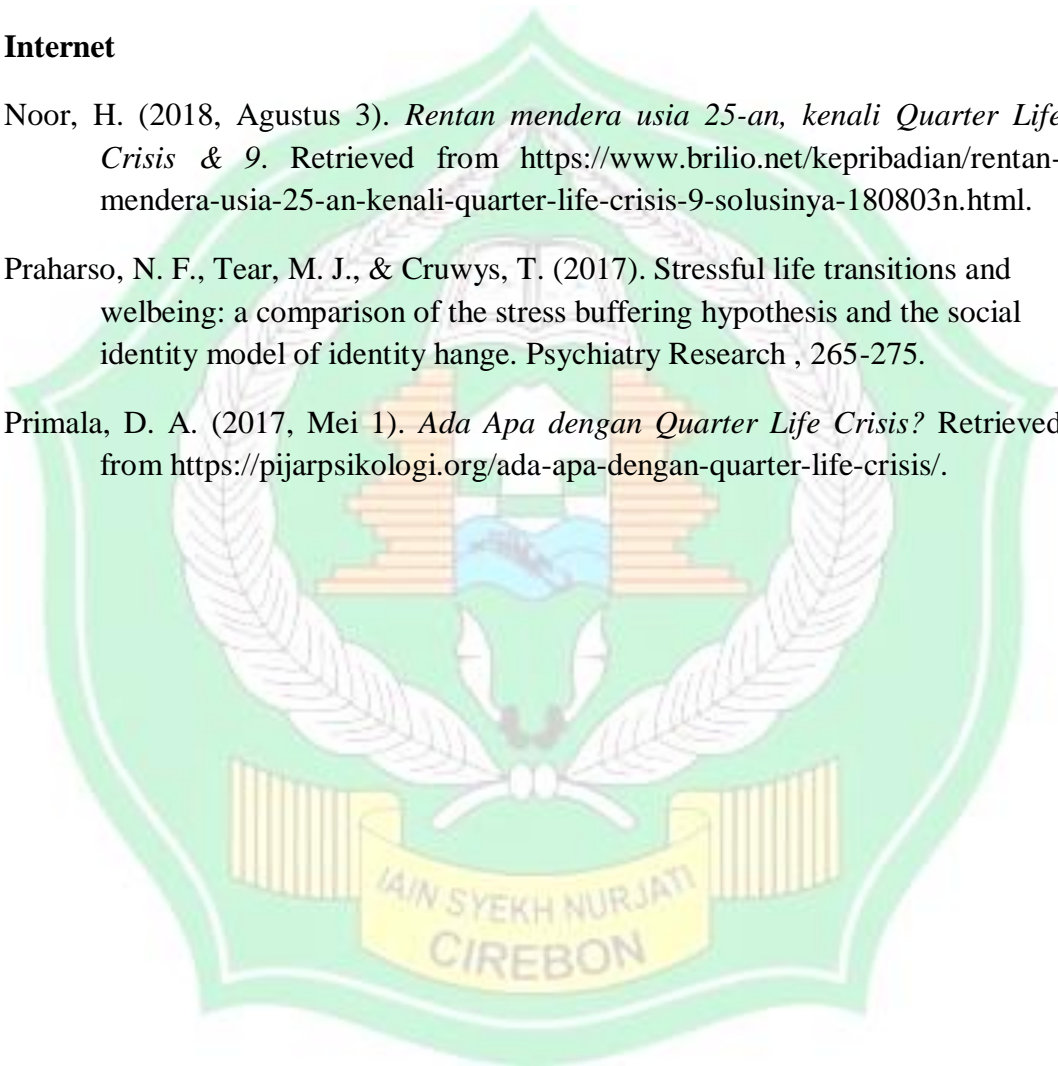 Internet
Noor, H. (2018, Agustus 3). Rentan mendera usia 25-an, kenali Quarter Life
Crisis & 9. Retrieved from https://www.brilio.net/kepribadian/rentan-
mendera-usia-25-an-kenali-quarter-life-crisis-9-solusinya-180803n.html.
Praharso, N. F., Tear, M. J., & Cruwys, T. (2017). Stressful life transitions and
welbeing: a comparison of the stress buffering hypothesis and the social
identity model of identity hange. Psychiatry Research , 265-275.
Primala, D. A. (2017, Mei 1). Ada Apa dengan Quarter Life Crisis? Retrieved
from https://pijarpsikologi.org/ada-apa-dengan-quarter-life-crisis/.
IAIN SYEKH NURJATI
CIREBON